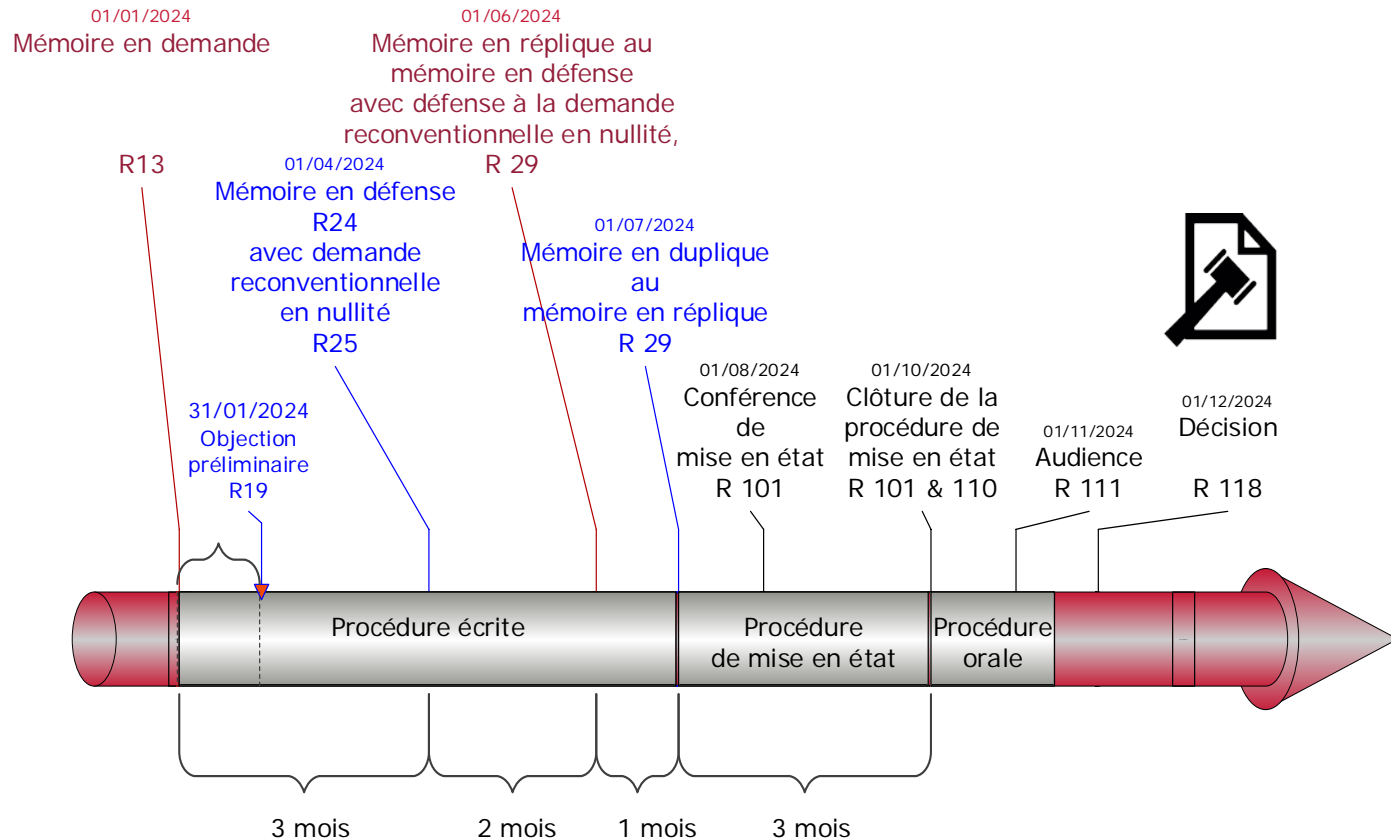 01/01/2024
Mémoire en demande
R13
01/06/2024
Mémoire en réplique au
mémoire en défense
avec défense à la demande
reconventionnelle en nullité,
R 29
01/04/2024
Mémoire en défense
R24
avec demande
reconventionnelle
en nullité
R25
01/07/2024
Mémoire en duplique
au
mémoire en réplique
R 29
31/01/2024
Objection
préliminaire
R19
01/08/2024
Conférence
de
mise en état
R 101
01/10/2024
Clôture de la
procédure de
mise en état
R 101 & 110
01/11/2024
Audience
R 111
01/12/2024
Décision
R 118
Procédure écrite
Procédure
de mise en état
Procédure
orale
3 mois
2 mois
1 mois
3 mois